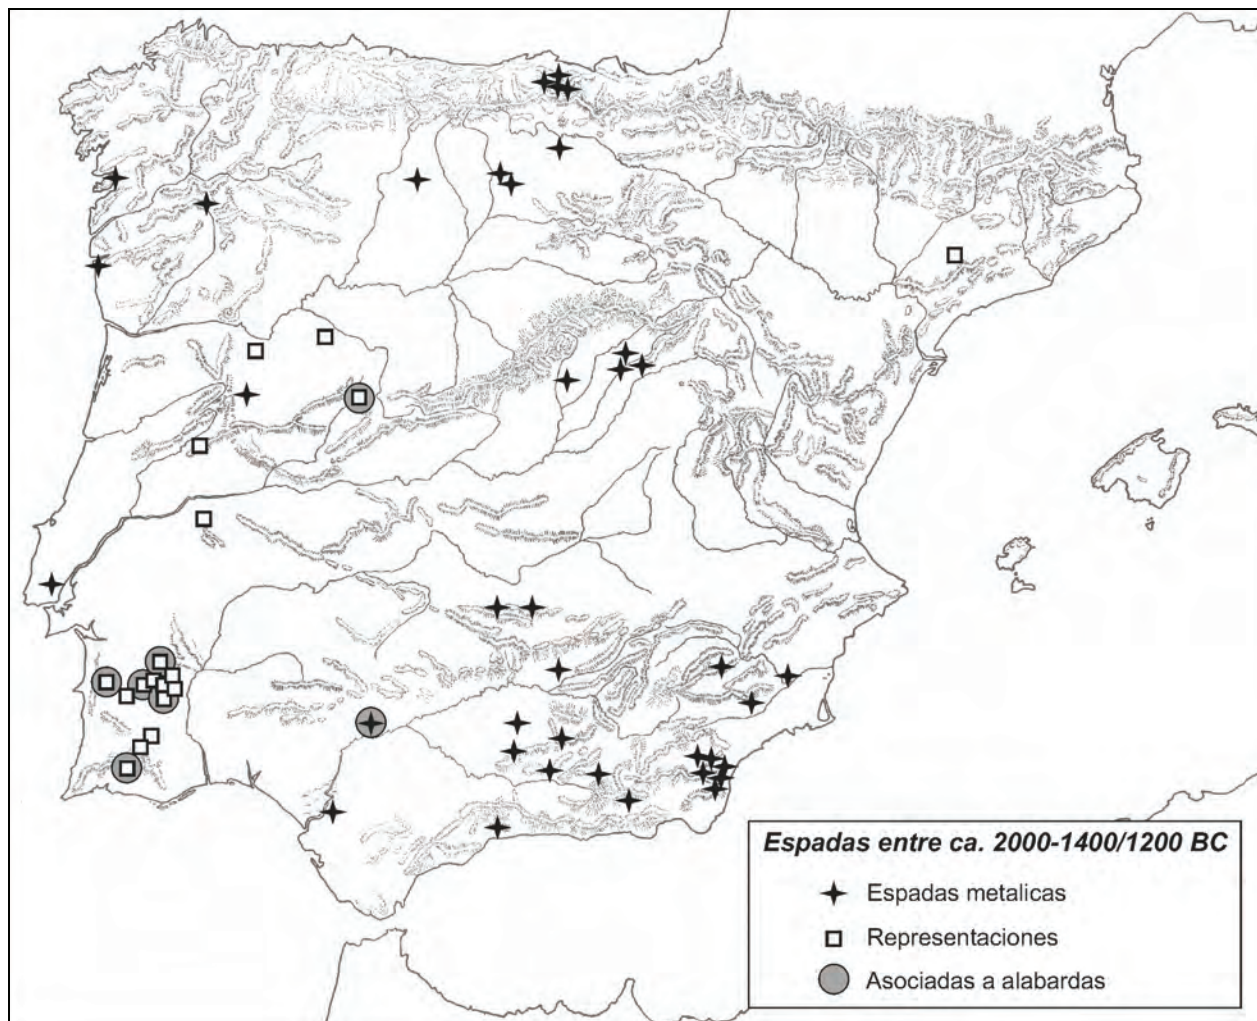 Espadas entre ca. 2000-1400/1200 BC
Espadas metalicas
Representaciones
Asociadas a alabardas